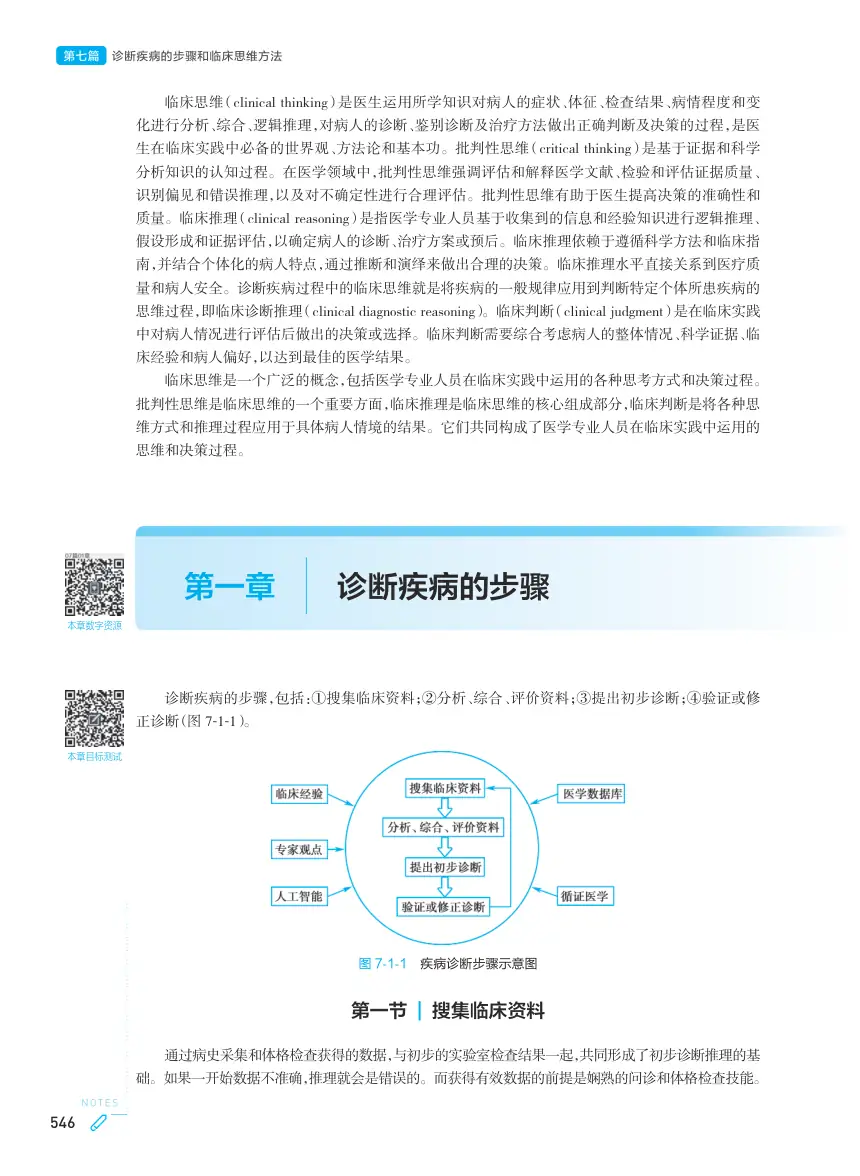 第七篇 诊断疾病的步骤和临床思维方法
临床思维（clinical thinking）是医生运用所学知识对病人的症状、体征、检查结果、病情程度和变
化进行分析、综合、逻辑推理，对病人的诊断、鉴别诊断及治疗方法做出正确判断及决策的过程，是医
生在临床实践中必备的世界观、方法论和基本功。批判性思维（critical thinking）是基于证据和科学
分析知识的认知过程。在医学领域中，批判性思维强调评估和解释医学文献、检验和评估证据质量、
识别偏见和错误推理，以及对不确定性进行合理评估。批判性思维有助于医生提高决策的准确性和
质量。临床推理（clinical reasoning）是指医学专业人员基于收集到的信息和经验知识进行逻辑推理、
假设形成和证据评估，以确定病人的诊断、治疗方案或预后。临床推理依赖于遵循科学方法和临床指
南，并结合个体化的病人特点，通过推断和演绎来做出合理的决策。临床推理水平直接关系到医疗质
量和病人安全。诊断疾病过程中的临床思维就是将疾病的一般规律应用到判断特定个体所患疾病的
思维过程，即临床诊断推理（clinical diagnostic reasoning）。临床判断（clinical judgment）是在临床实践
中对病人情况进行评估后做出的决策或选择。临床判断需要综合考虑病人的整体情况、科学证据、临
床经验和病人偏好，以达到最佳的医学结果。
临床思维是一个广泛的概念，包括医学专业人员在临床实践中运用的各种思考方式和决策过程。
批判性思维是临床思维的一个重要方面，临床推理是临床思维的核心组成部分，临床判断是将各种思
维方式和推理过程应用于具体病人情境的结果。它们共同构成了医学专业人员在临床实践中运用的
思维和决策过程。
07篇01章
本章数字资源
第一章 诊断疾病的步骤
本章目标测试
诊断疾病的步骤，包括：①搜集临床资料；②分析、综合、评价资料；③提出初步诊断；④验证或修
正诊断（图 7-1-1）。
临床经验
专家观点
人工智能
搜集临床资料
分析、综合、评价资料
提出初步诊断
验证或修正诊断
医学数据库
循证医学
图 7-1-1 疾病诊断步骤示意图
第一节 | 搜集临床资料
通过病史采集和体格检查获得的数据，与初步的实验室检查结果一起，共同形成了初步诊断推理的基
础。如果一开始数据不准确，推理就会是错误的。而获得有效数据的前提是娴熟的问诊和体格检查技能。
NOTES
546